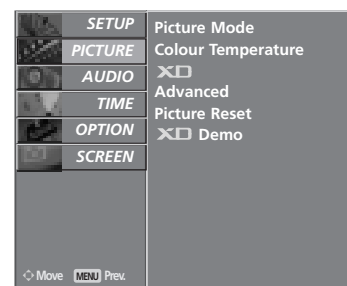 SETUP
PICTURE
AUDIO
TIME
OPTION
SCREEN
Move MENU Prev.
Picture Mode
Colour Temperature
XD
Advanced
Picture Reset
XD Demo